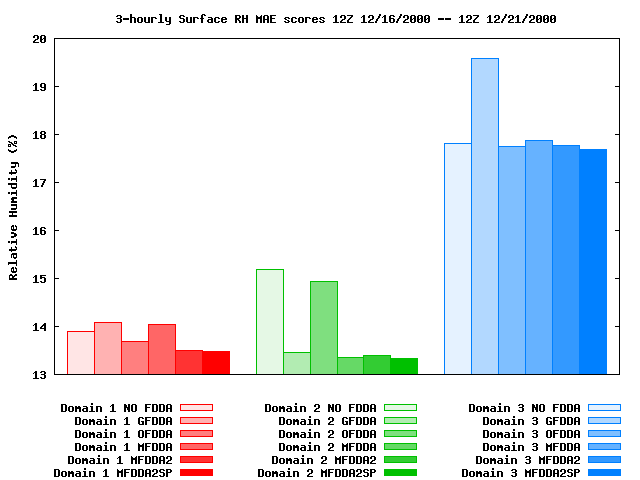 3-hourly Surface RH MAE scores 12Z 12/16/2000 -- 12Z 12/21/2000
Relative Humidity (%)
20
19
18
17
16
15
14
13
Domain 1 NO FDDA Domain 2 NO FDDA Domain 3 NO FDDA
Domain 1 GFDDA Domain 2 GFDDA Domain 3 GFDDA
Domain 1 OFDDA Domain 2 OFDDA Domain 3 OFDDA
Domain 1 MFDDA Domain 2 MFDDA Domain 3 MFDDA
Domain 1 MFDDA2 Domain 2 MFDDA2 Domain 3 MFDDA2
Domain 1 MFDDA2SP Domain 2 MFDDA2SP Domain 3 MFDDA2SP